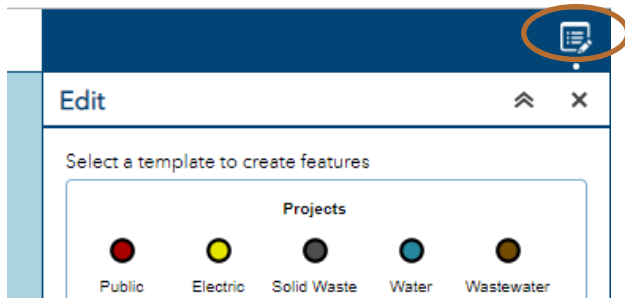 Edit
Select a template to create features
Projects
Public Electric Solid Waste Water Wastewater